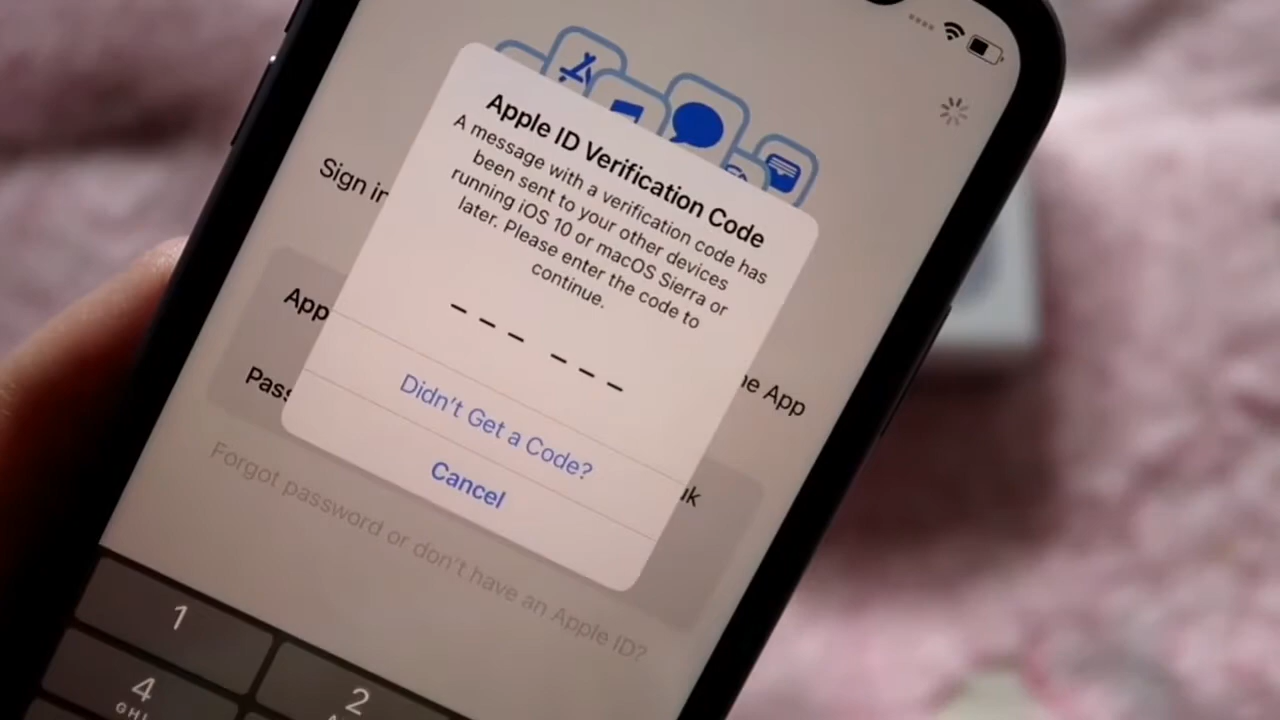 Apple ID Verification Code
A message with a verification code has
been sent to your other devices
running iOS 10 or macOS Sierra or
later. Please enter the code to
continue.
Didn't Get a Code?
Cancel
Sign in
App
App
Pass
uk
Forgot password or don't have an Apple ID?
1
2
4
GHI